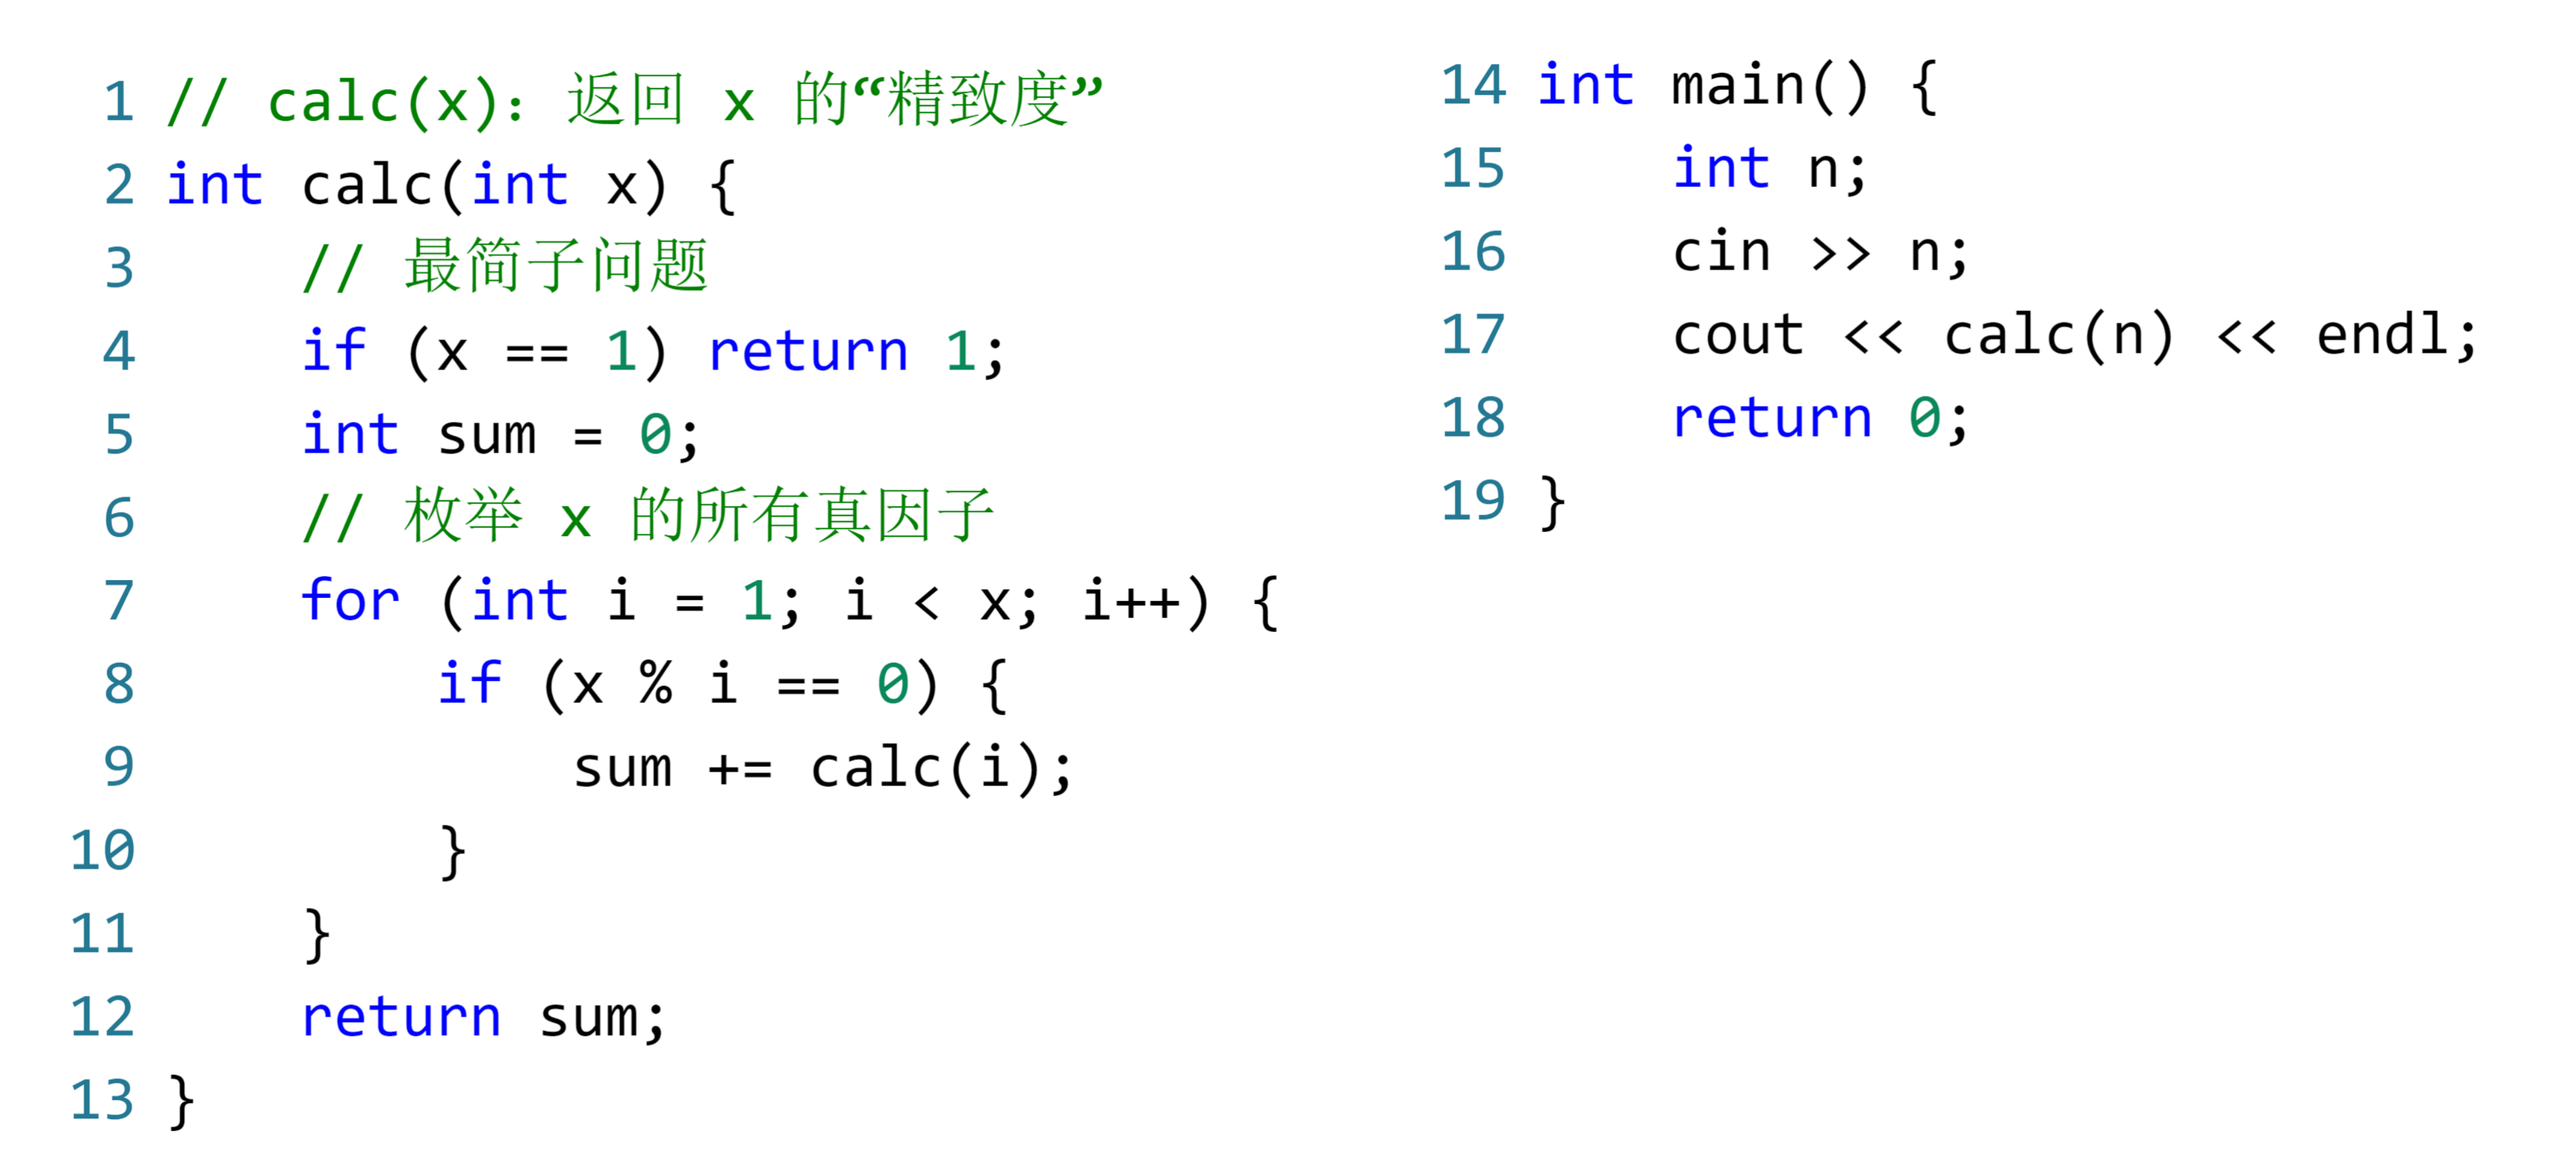 1 // calc(x)：返回 x 的“精致度”
2 int calc(int x) {
3     // 最简子问题
4     if (x == 1) return 1;
5     int sum = 0;
6     // 枚举 x 的所有真因子
7     for (int i = 1; i < x; i++) {
8         if (x % i == 0) {
9             sum += calc(i);
10         }
11     }
12     return sum;
13 }
14 int main() {
15     int n;
16     cin >> n;
17     cout << calc(n) << endl;
18     return 0;
19 }